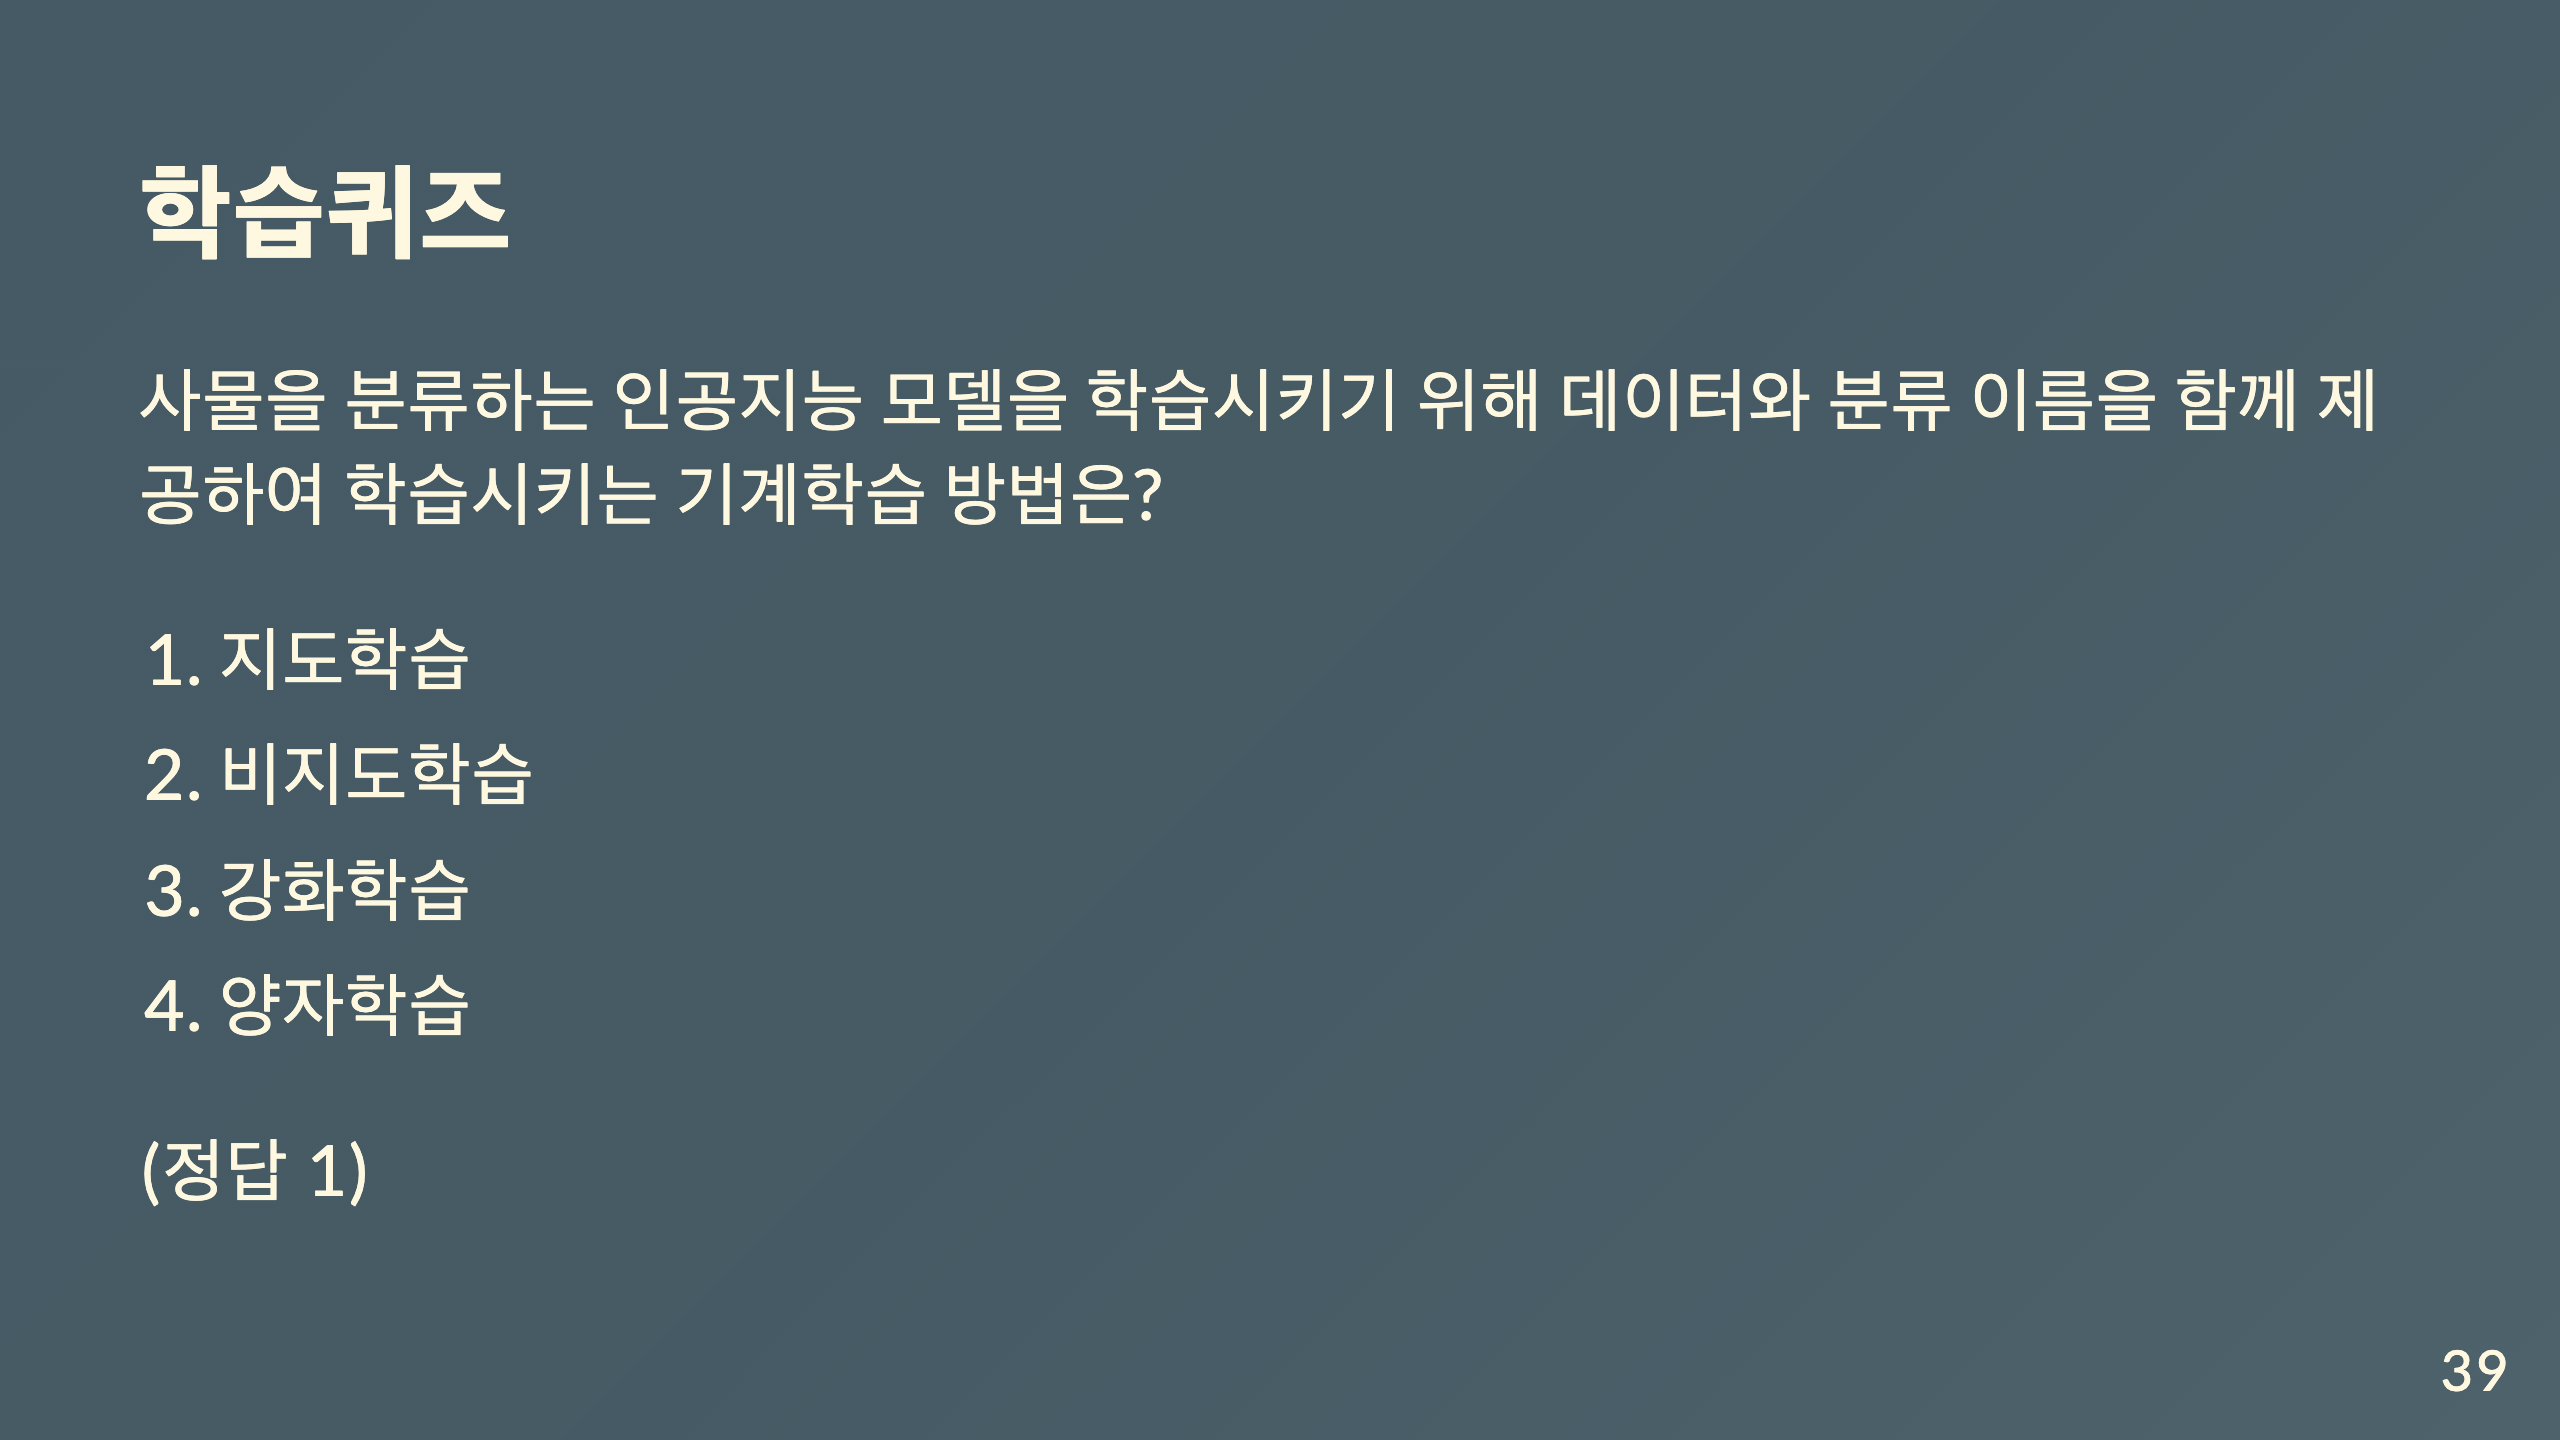 학습퀴즈
사물을 분류하는 인공지능 모델을 학습시키기 위해 데이터와 분류 이름을 함께 제
공하여 학습시키는 기계학습 방법은?
1. 지도학습
2. 비지도학습
3. 강화학습
4. 양자학습
(정답 1)
39